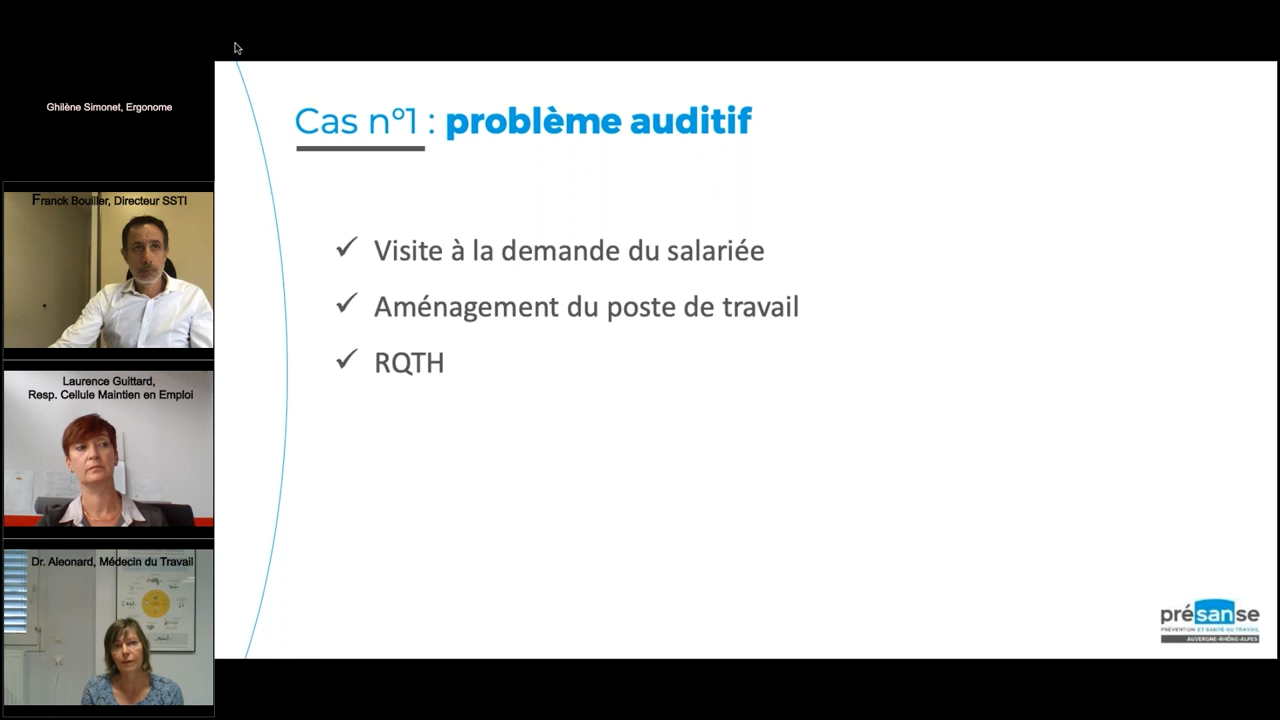 Ghilène Simonet, Ergonome
Franck Bouiller, Directeur SSTI
Laurence Guittard,
Resp. Cellule Maintien en Emploi
Dr. Aleonard, Médecin du Travail
Cas n°1 : problème auditif
✓ Visite à la demande du salariée
✓ Aménagement du poste de travail
✓ RQTH
présanse
PRÉVENTION ET SANTÉ AU TRAVAIL
AUVERGNE-RHÔNE-ALPES